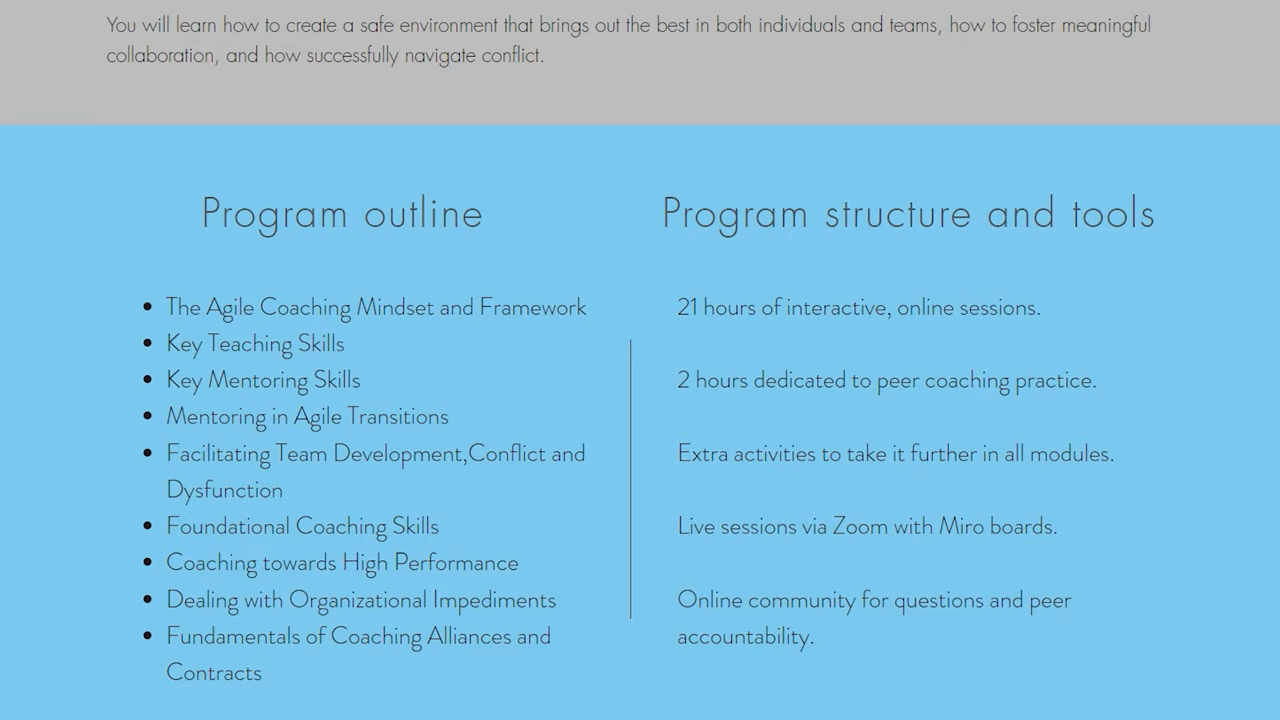 You will learn how to create a safe environment that brings out the best in both individuals and teams, how to foster meaningful
collaboration, and how successfully navigate conflict.
Program outline
The Agile Coaching Mindset and Framework
Key Teaching Skills
Key Mentoring Skills
Mentoring in Agile Transitions
Facilitating Team Development,Conflict and
Dysfunction
Foundational Coaching Skills
Coaching towards High Performance
Dealing with Organizational Impediments
Fundamentals of Coaching Alliances and
Contracts
Program structure and tools
21 hours of interactive, online sessions.
2 hours dedicated to peer coaching practice.
Extra activities to take it further in all modules.
Live sessions via Zoom with Miro boards.
Online community for questions and peer
accountability.